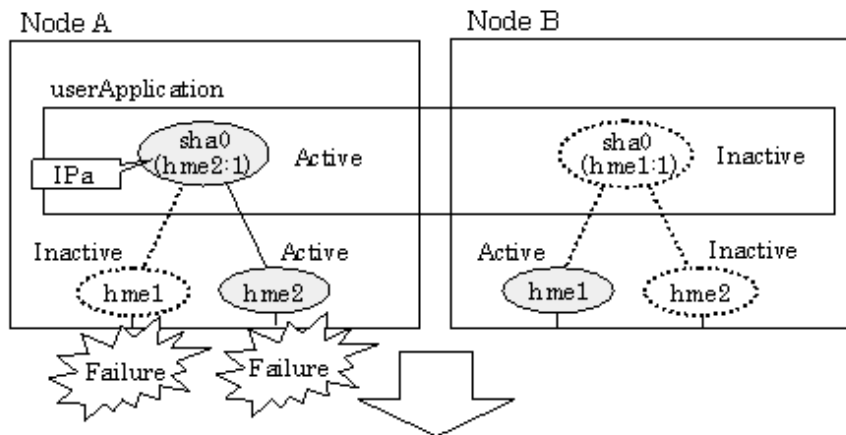 Node A
Node B
userApplication
sha0
(hme2:1)
Active
IPa
sha0
(hme1:1)
Inactive
Inactive
Active
hme1
hme2
Active
Inactive
hme1
hme2
Failure
Failure